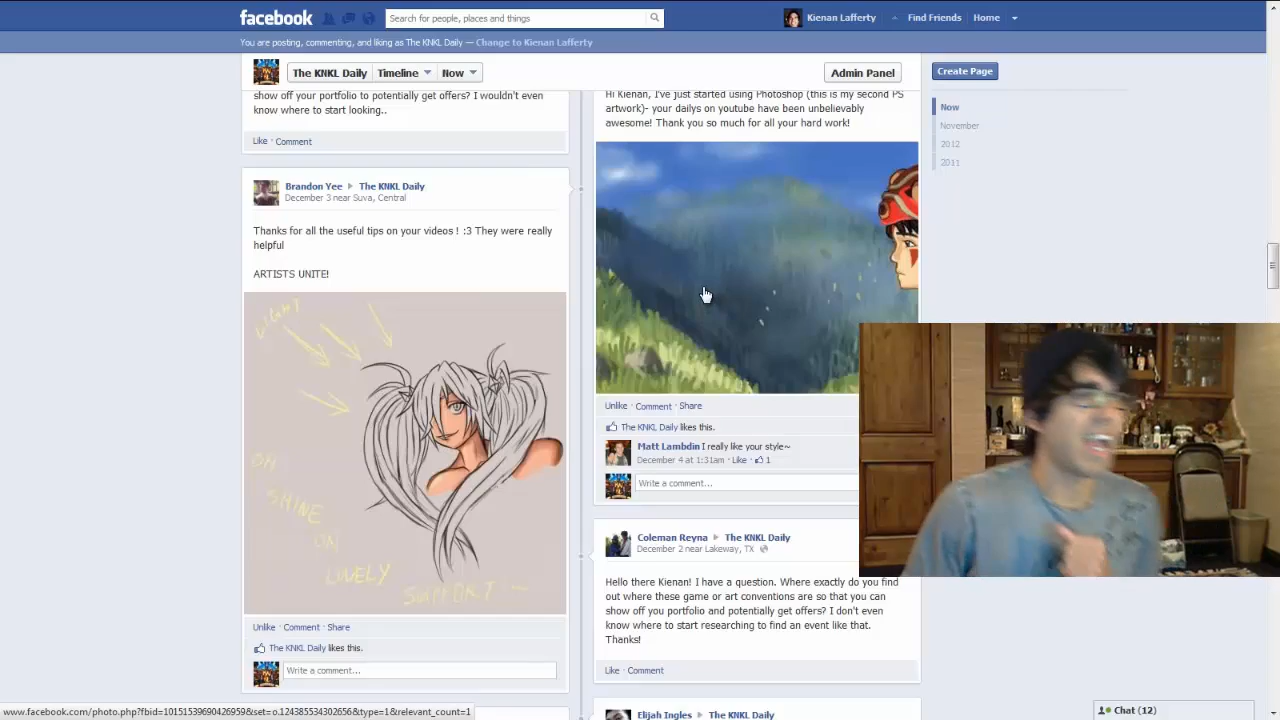 facebook
Search for people, places and things
Kienan Lafferty
Find Friends
Home
You are posting, commenting, and liking as The KNKL Daily — Change to Kienan Lafferty
The KNKL Daily
Timeline
Now
Admin Panel
Create Page
Now
November
2012
2011
show off your portfolio to potentially get offers? I wouldn't even
know where to start looking..
Like · Comment
Brandon Yee ▶ The KNKL Daily
December 3 near Suva, Central
Thanks for all the useful tips on your videos ! :3 They were really
helpful
ARTISTS UNITE!
LIGHT
OH
SHINE
ON
LOVELY
SUPPORT ...
Unlike · Comment · Share
The KNKL Daily likes this.
Write a comment...
Hi Kienan, I've just started using Photoshop (this is my second PS
artwork)- your dailys on youtube have been unbelievably
awesome! Thank you so much for all your hard work!
Unlike · Comment · Share
The KNKL Daily likes this.
Matt Lambdin I really like your style~
December 4 at 1:31am · Like · 1
Write a comment...
Coleman Reyna ▶ The KNKL Daily
December 2 near Lakeway, TX
Hello there Kienan! I have a question. Where exactly do you find
out where these game or art conventions are so that you can
show off you portfolio and potentially get offers? I don't even
know where to start researching to find an event like that.
Thanks!
Like · Comment
Elijah Ingles ▶ The KNKL Daily
www.facebook.com/photo.php?fbid=10151539690426959&set=o.124385534302656&type=1&relevant_count=1
Chat (12)